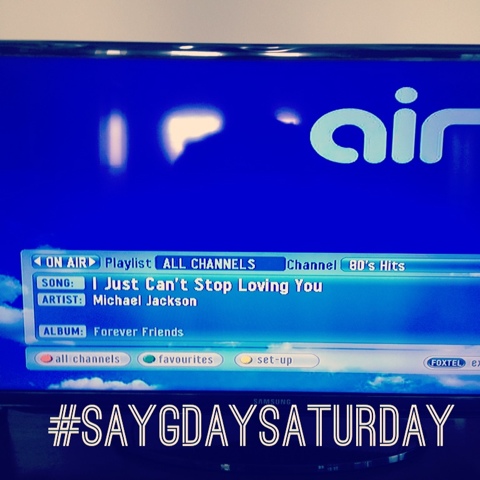 air
◄ ON AIR ► Playlist ALL CHANNELS Channel 80's Hits
SONG: I Just Can't Stop Loving You
ARTIST: Michael Jackson
ALBUM: Forever Friends
all channels favourites set-up FOXTEL
SAMSUNG
#SAYGDAYSATURDAY